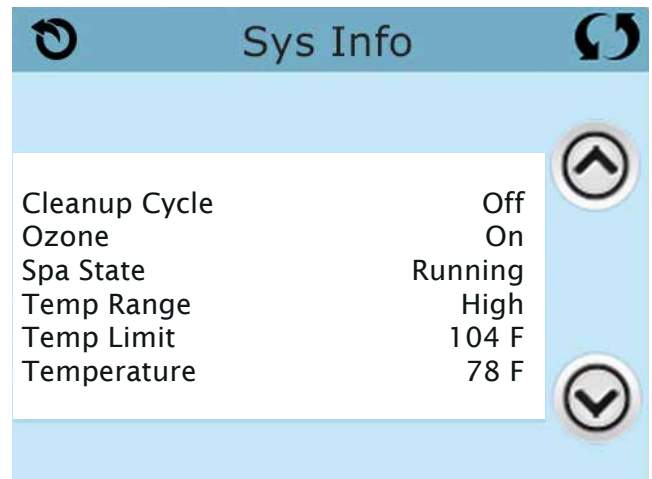 Sys Info
Cleanup Cycle Off
Ozone On
Spa State Running
Temp Range High
Temp Limit 104 F
Temperature 78 F